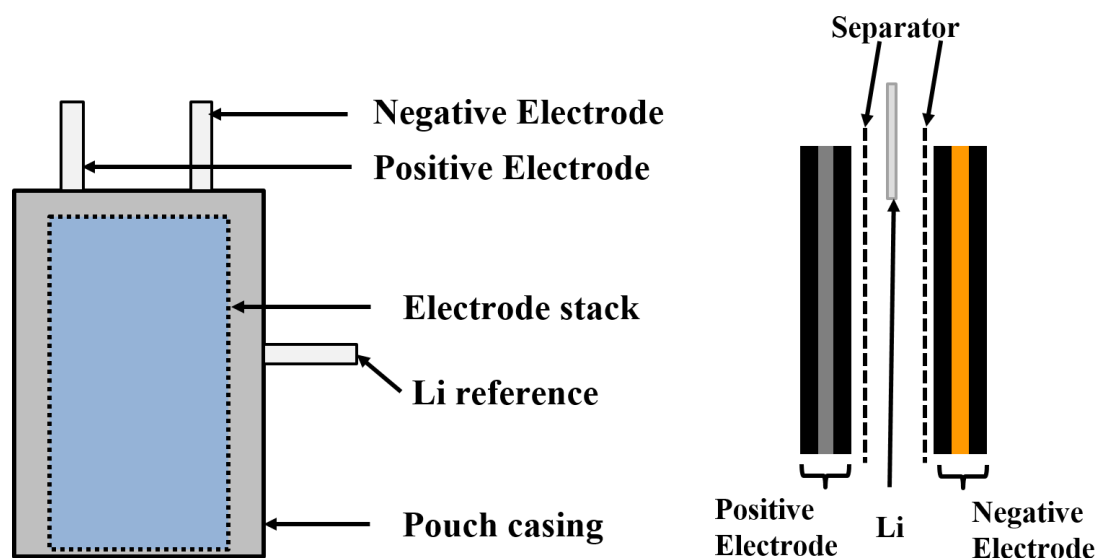 Negative Electrode
Positive Electrode
Electrode stack
Li reference
Pouch casing
Separator
Positive
Electrode
Li
Negative
Electrode